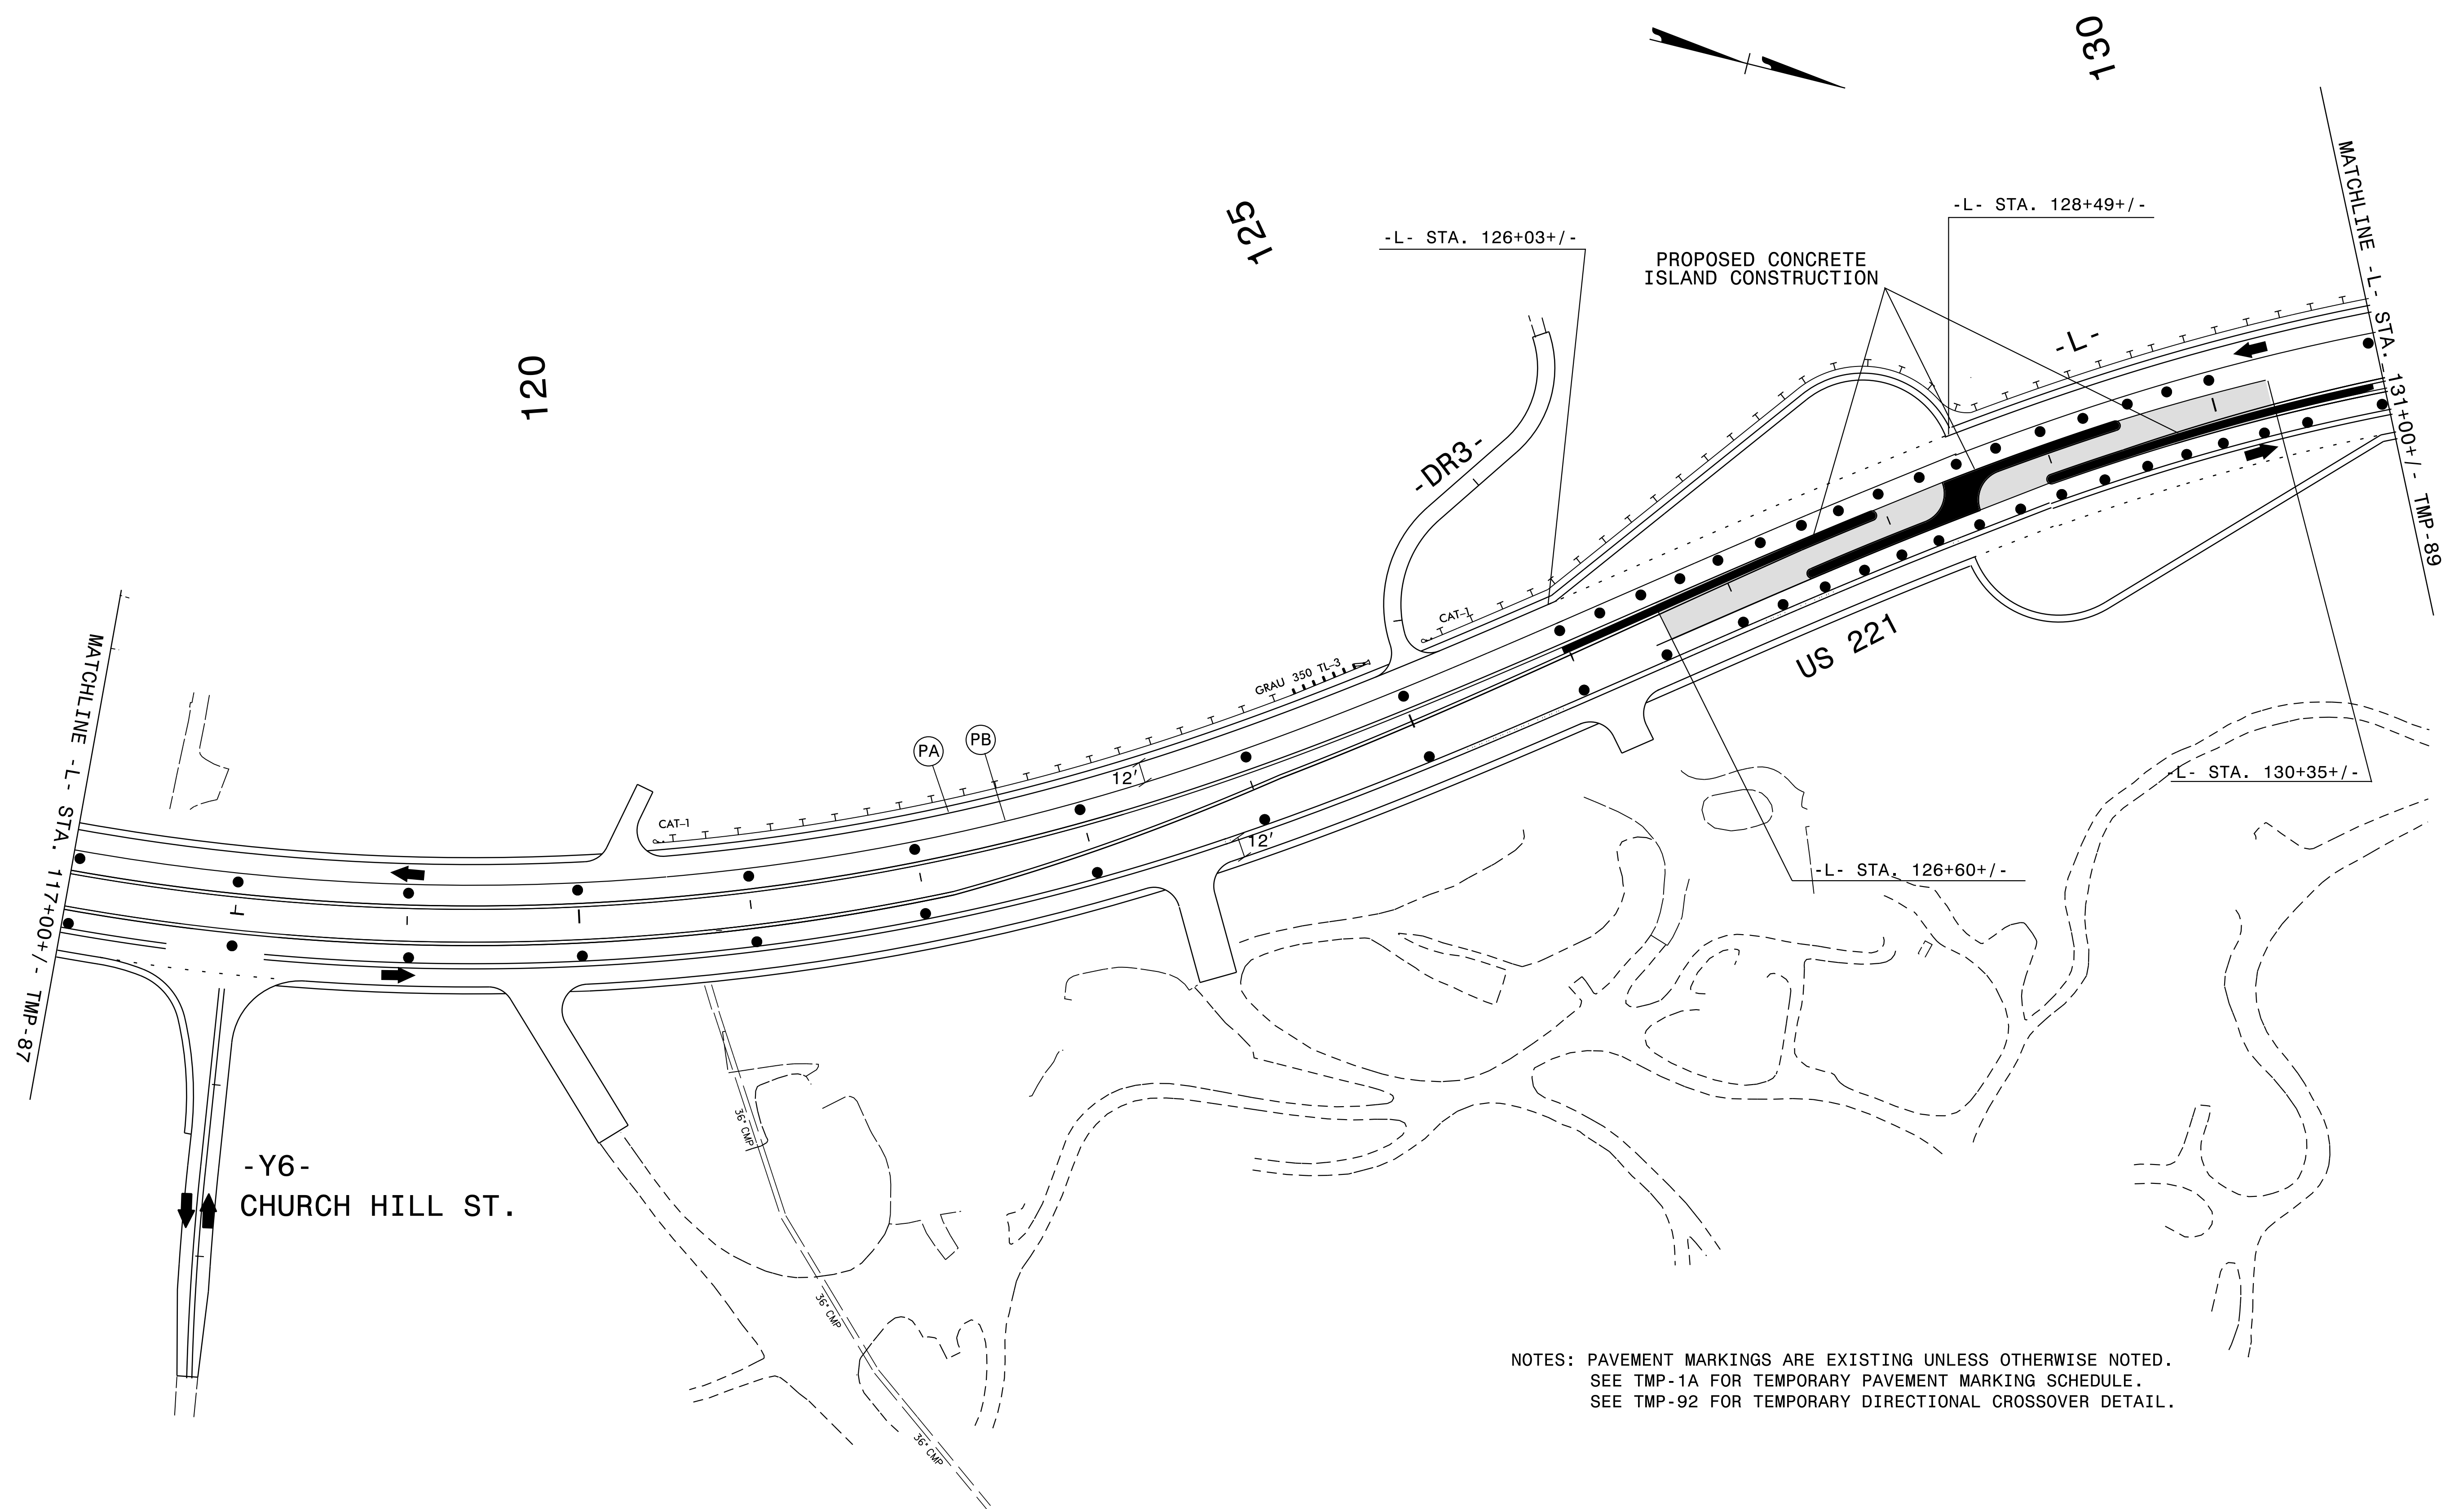 130
125
120
-L- STA. 128+49+/-
-L- STA. 126+03+/-
PROPOSED CONCRETE
ISLAND CONSTRUCTION
-L-
MATCHLINE -L- STA. 131+00+/- TMP-89
-DR3-
CAT-1
GRAU 350 TL-3
US 221
PA
PB
12'
12'
CAT-1
-L- STA. 130+35+/-
-L- STA. 126+60+/-
MATCHLINE -L- STA. 117+00+/- TMP-87
36" CMP
36" CMP
36" CMP
-Y6-
CHURCH HILL ST.
NOTES: PAVEMENT MARKINGS ARE EXISTING UNLESS OTHERWISE NOTED.
SEE TMP-1A FOR TEMPORARY PAVEMENT MARKING SCHEDULE.
SEE TMP-92 FOR TEMPORARY DIRECTIONAL CROSSOVER DETAIL.